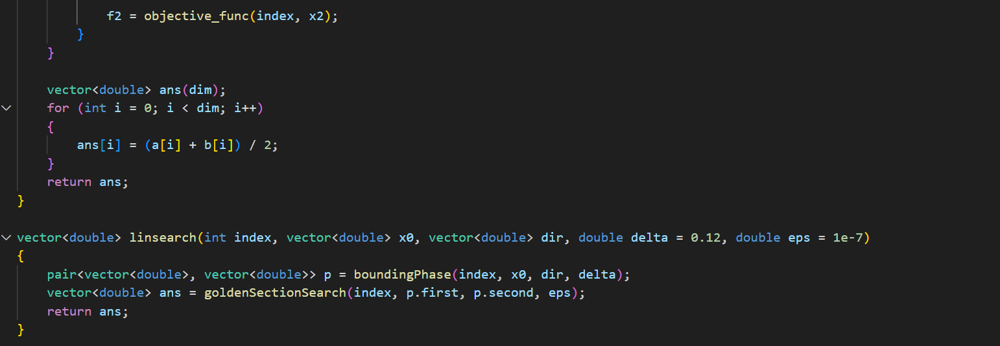 f2 = objective_func(index, x2);
}
}
vector<double> ans(dim);
for (int i = 0; i < dim; i++)
{
ans[i] = (a[i] + b[i]) / 2;
}
return ans;
}
vector<double> linsearch(int index, vector<double> x0, vector<double> dir, double delta = 0.12, double eps = 1e-7)
{
pair<vector<double>, vector<double>> p = boundingPhase(index, x0, dir, delta);
vector<double> ans = goldenSectionSearch(index, p.first, p.second, eps);
return ans;
}